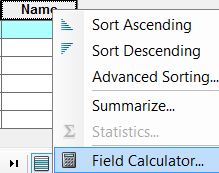 Name
Sort Ascending
Sort Descending
Advanced Sorting...
Summarize...
Σ Statistics...
Field Calculator...